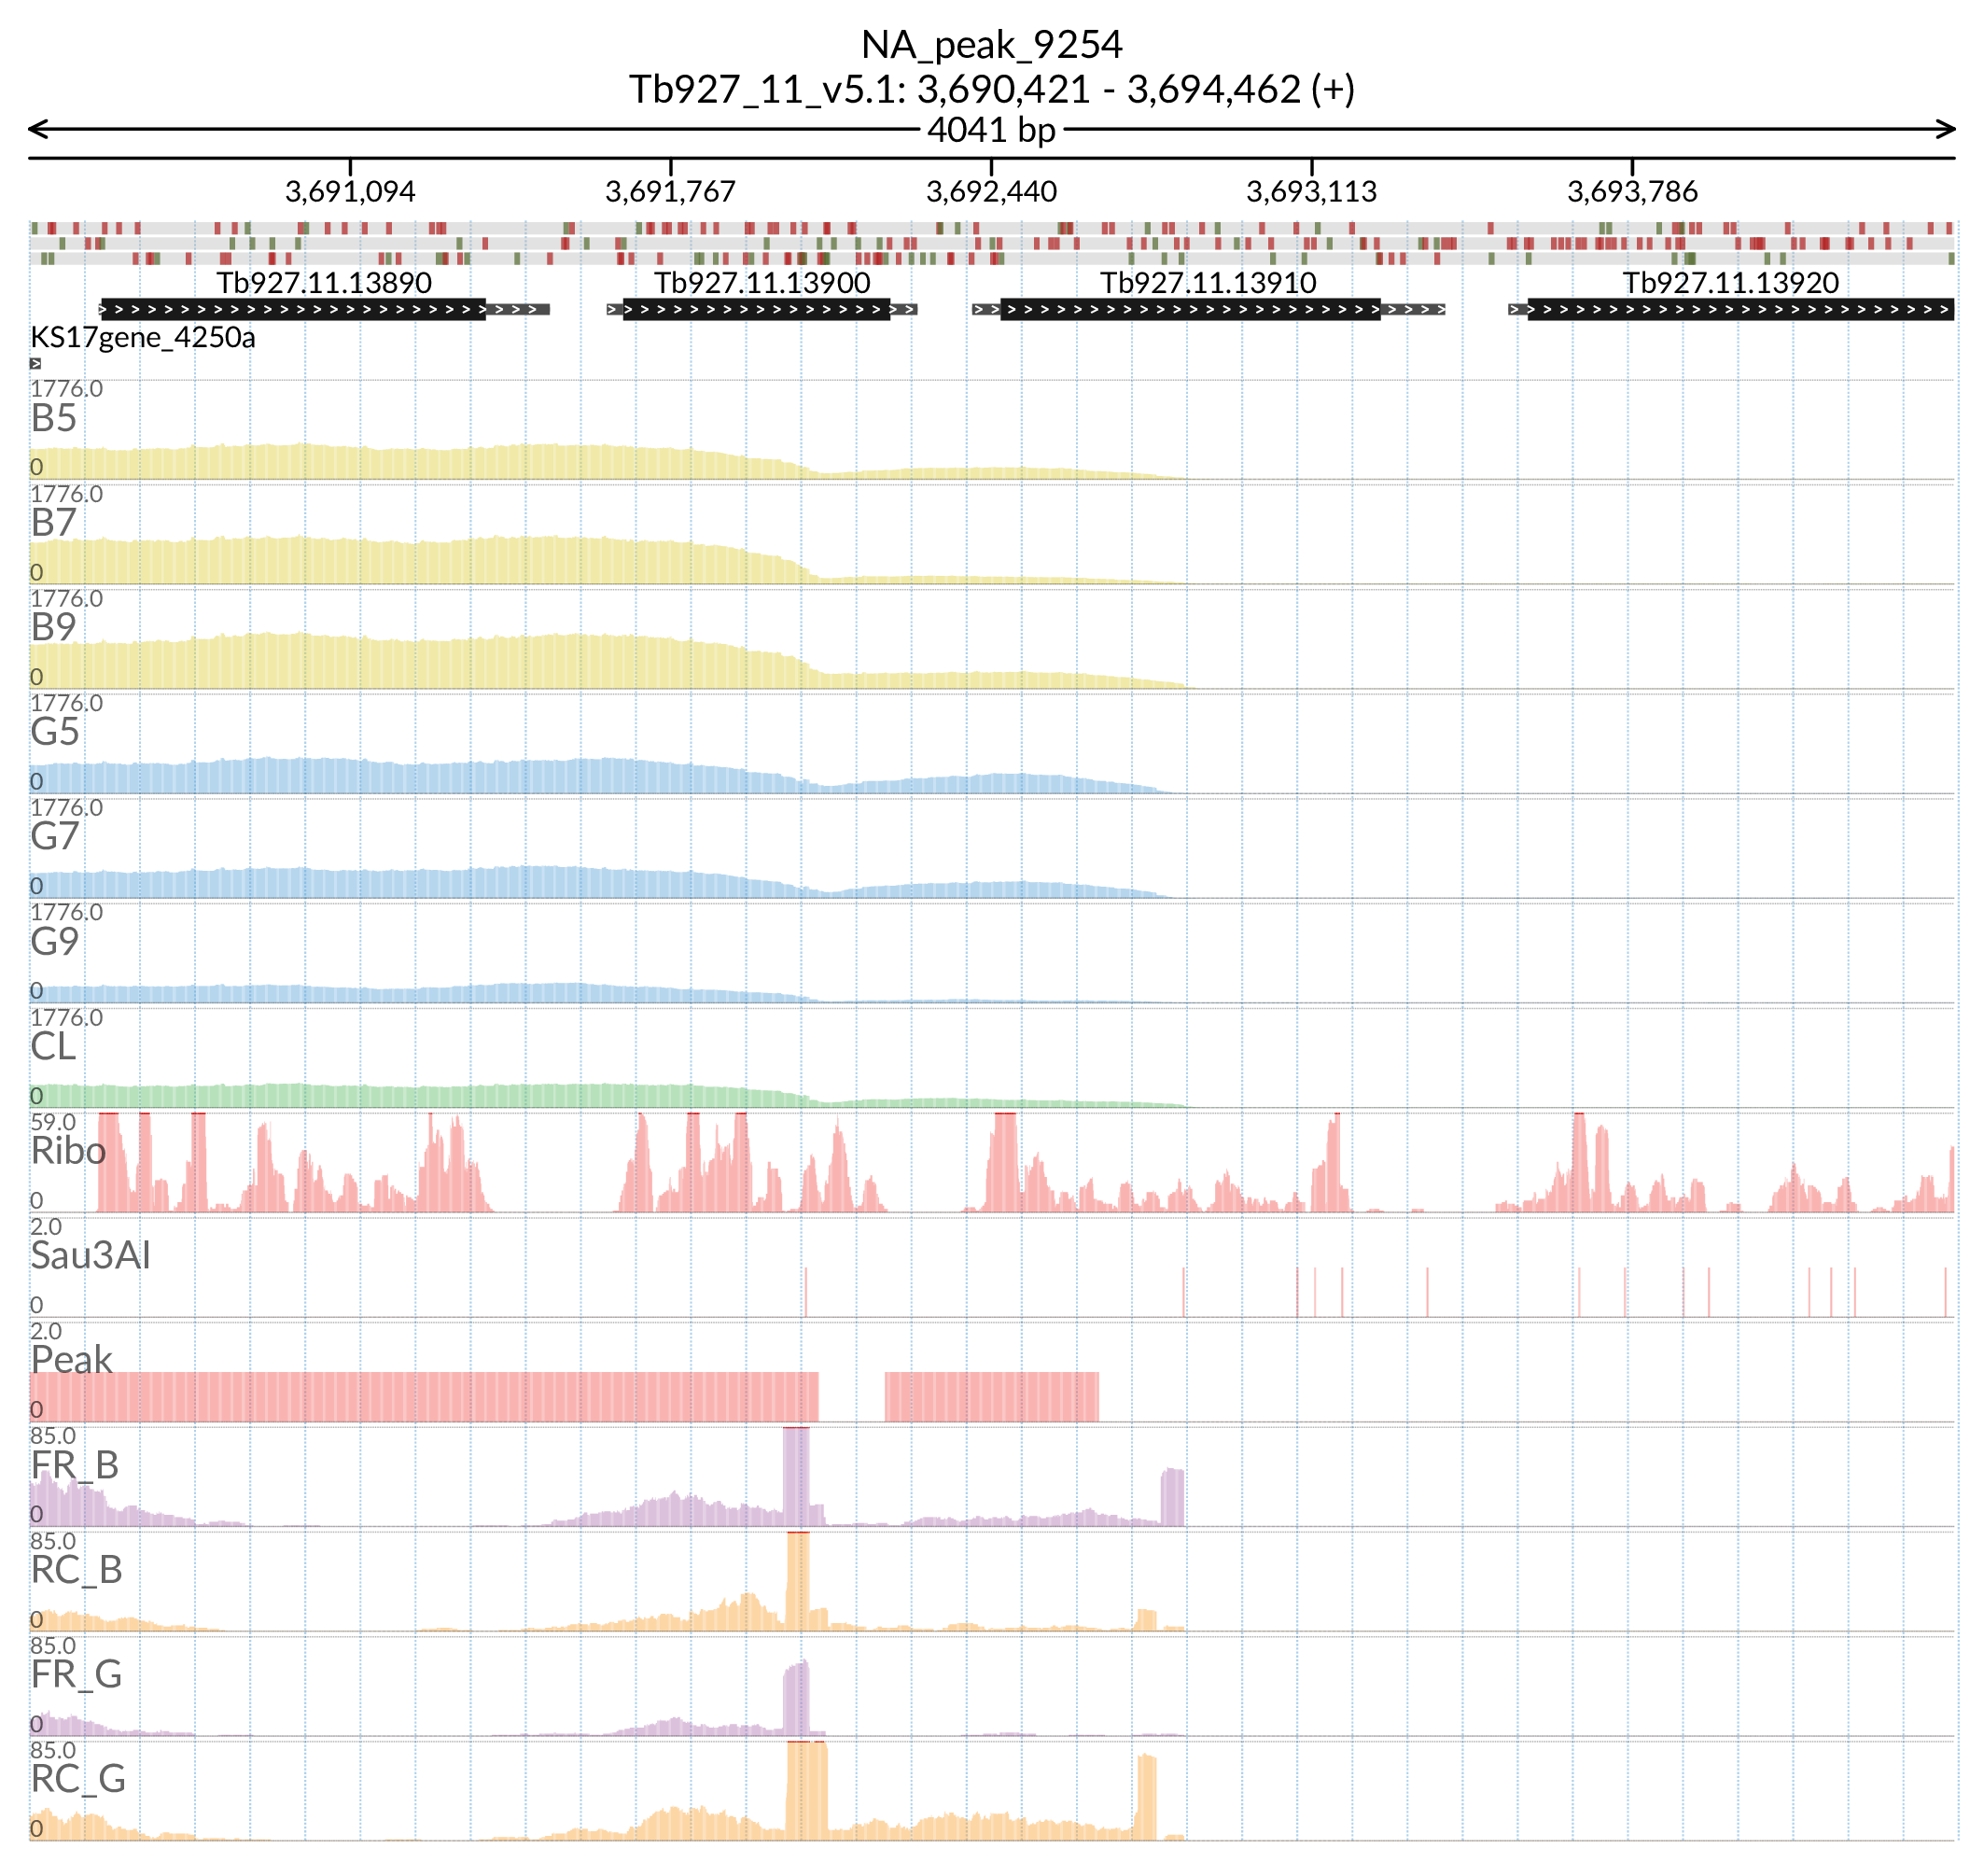 NA_peak_9254
Tb927_11_v5.1: 3,690,421 - 3,694,462 (+)
4041 bp
3,691,094 3,691,767 3,692,440 3,693,113 3,693,786
Tb927.11.13890 Tb927.11.13900 Tb927.11.13910 Tb927.11.13920
KS17gene_4250a
1776.0
B5
0
1776.0
B7
0
1776.0
B9
0
1776.0
G5
0
1776.0
G7
0
1776.0
G9
0
1776.0
CL
0
59.0
Ribo
0
2.0
Sau3AI
0
2.0
Peak
0
85.0
FR_B
0
85.0
RC_B
0
85.0
FR_G
0
85.0
RC_G
0